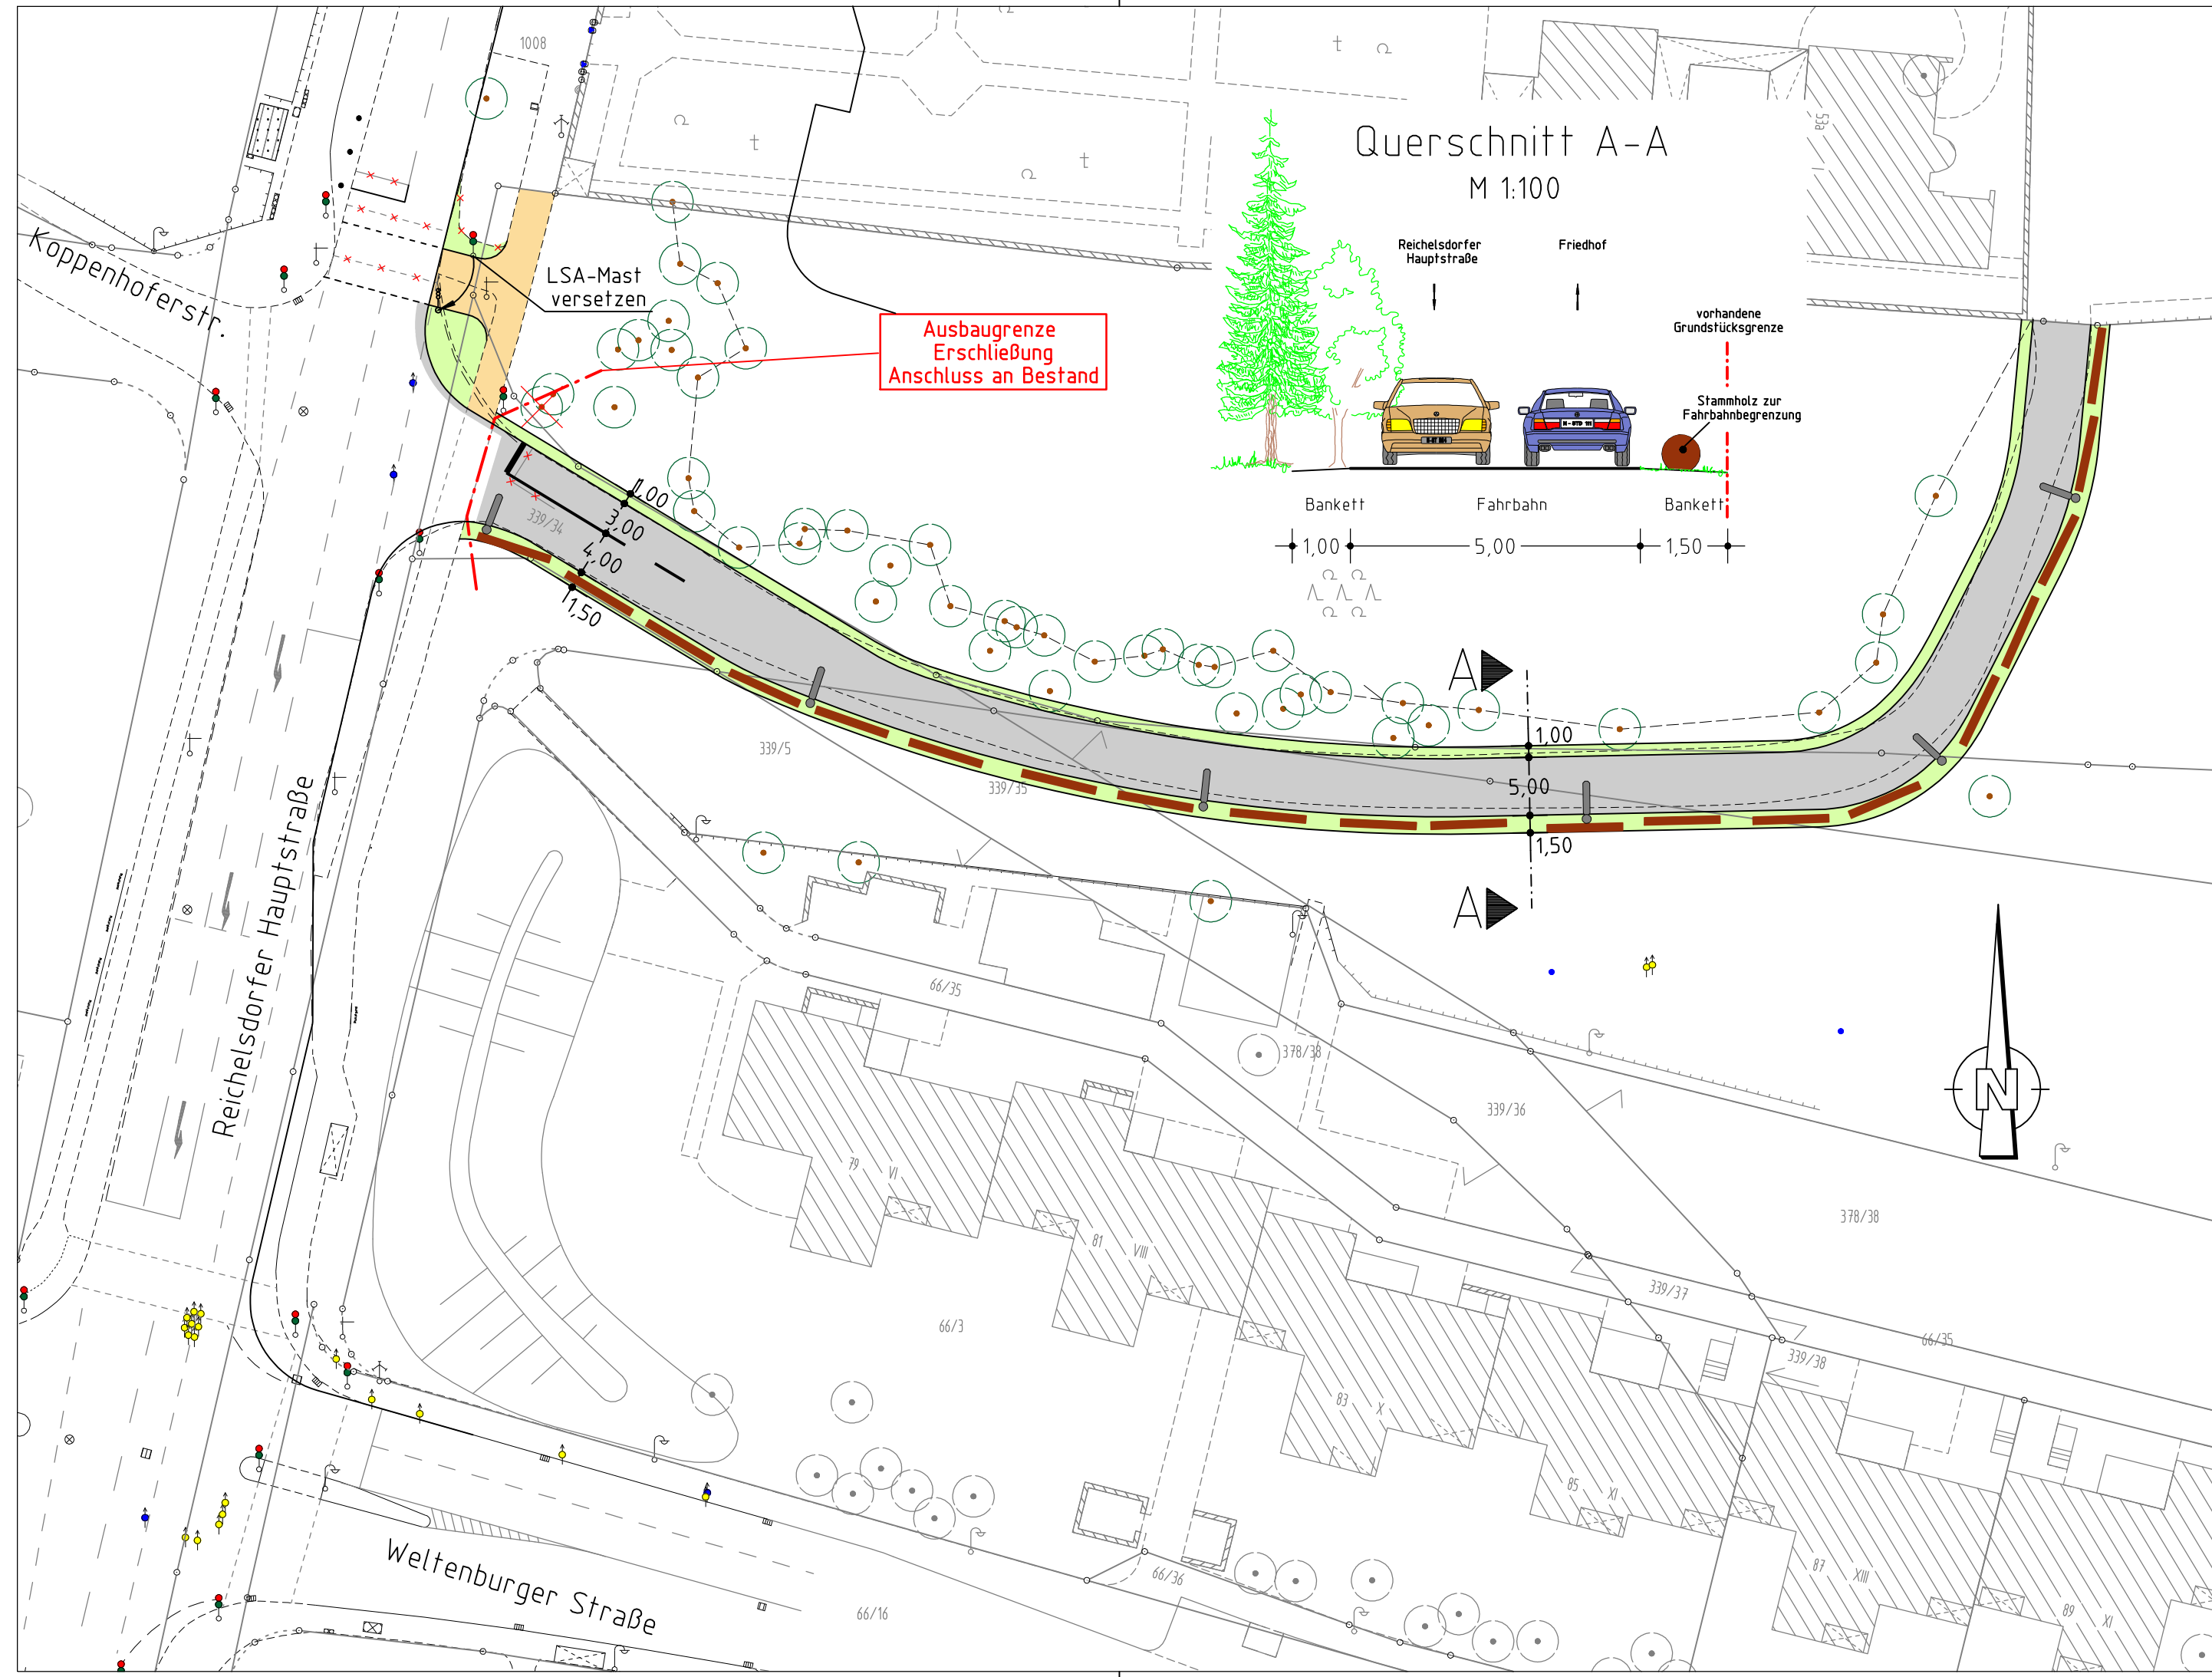 1008
Koppenhoferstr.
LSA-Mast
versetzen
Ausbaugrenze
Erschließung
Anschluss an Bestand
Querschnitt A-A
M 1:100
Reichelsdorfer
Hauptstraße
Friedhof
vorhandene
Grundstücksgrenze
Stammholz zur
Fahrbahnbegrenzung
Bankett
Fahrbahn
Bankett
1,00
5,00
1,50
53a
1,00
3,00
4,00
1,50
339/34
339/5
339/35
A
1,00
5,00
1,50
A
Reichelsdorfer Hauptstraße
66/35
378/38
339/36
N
378/38
79
VI
81
VIII
66/3
339/37
66/35
339/38
83
X
85
XI
87
XIII
89
XI
Weltenburger Straße
66/36
66/16